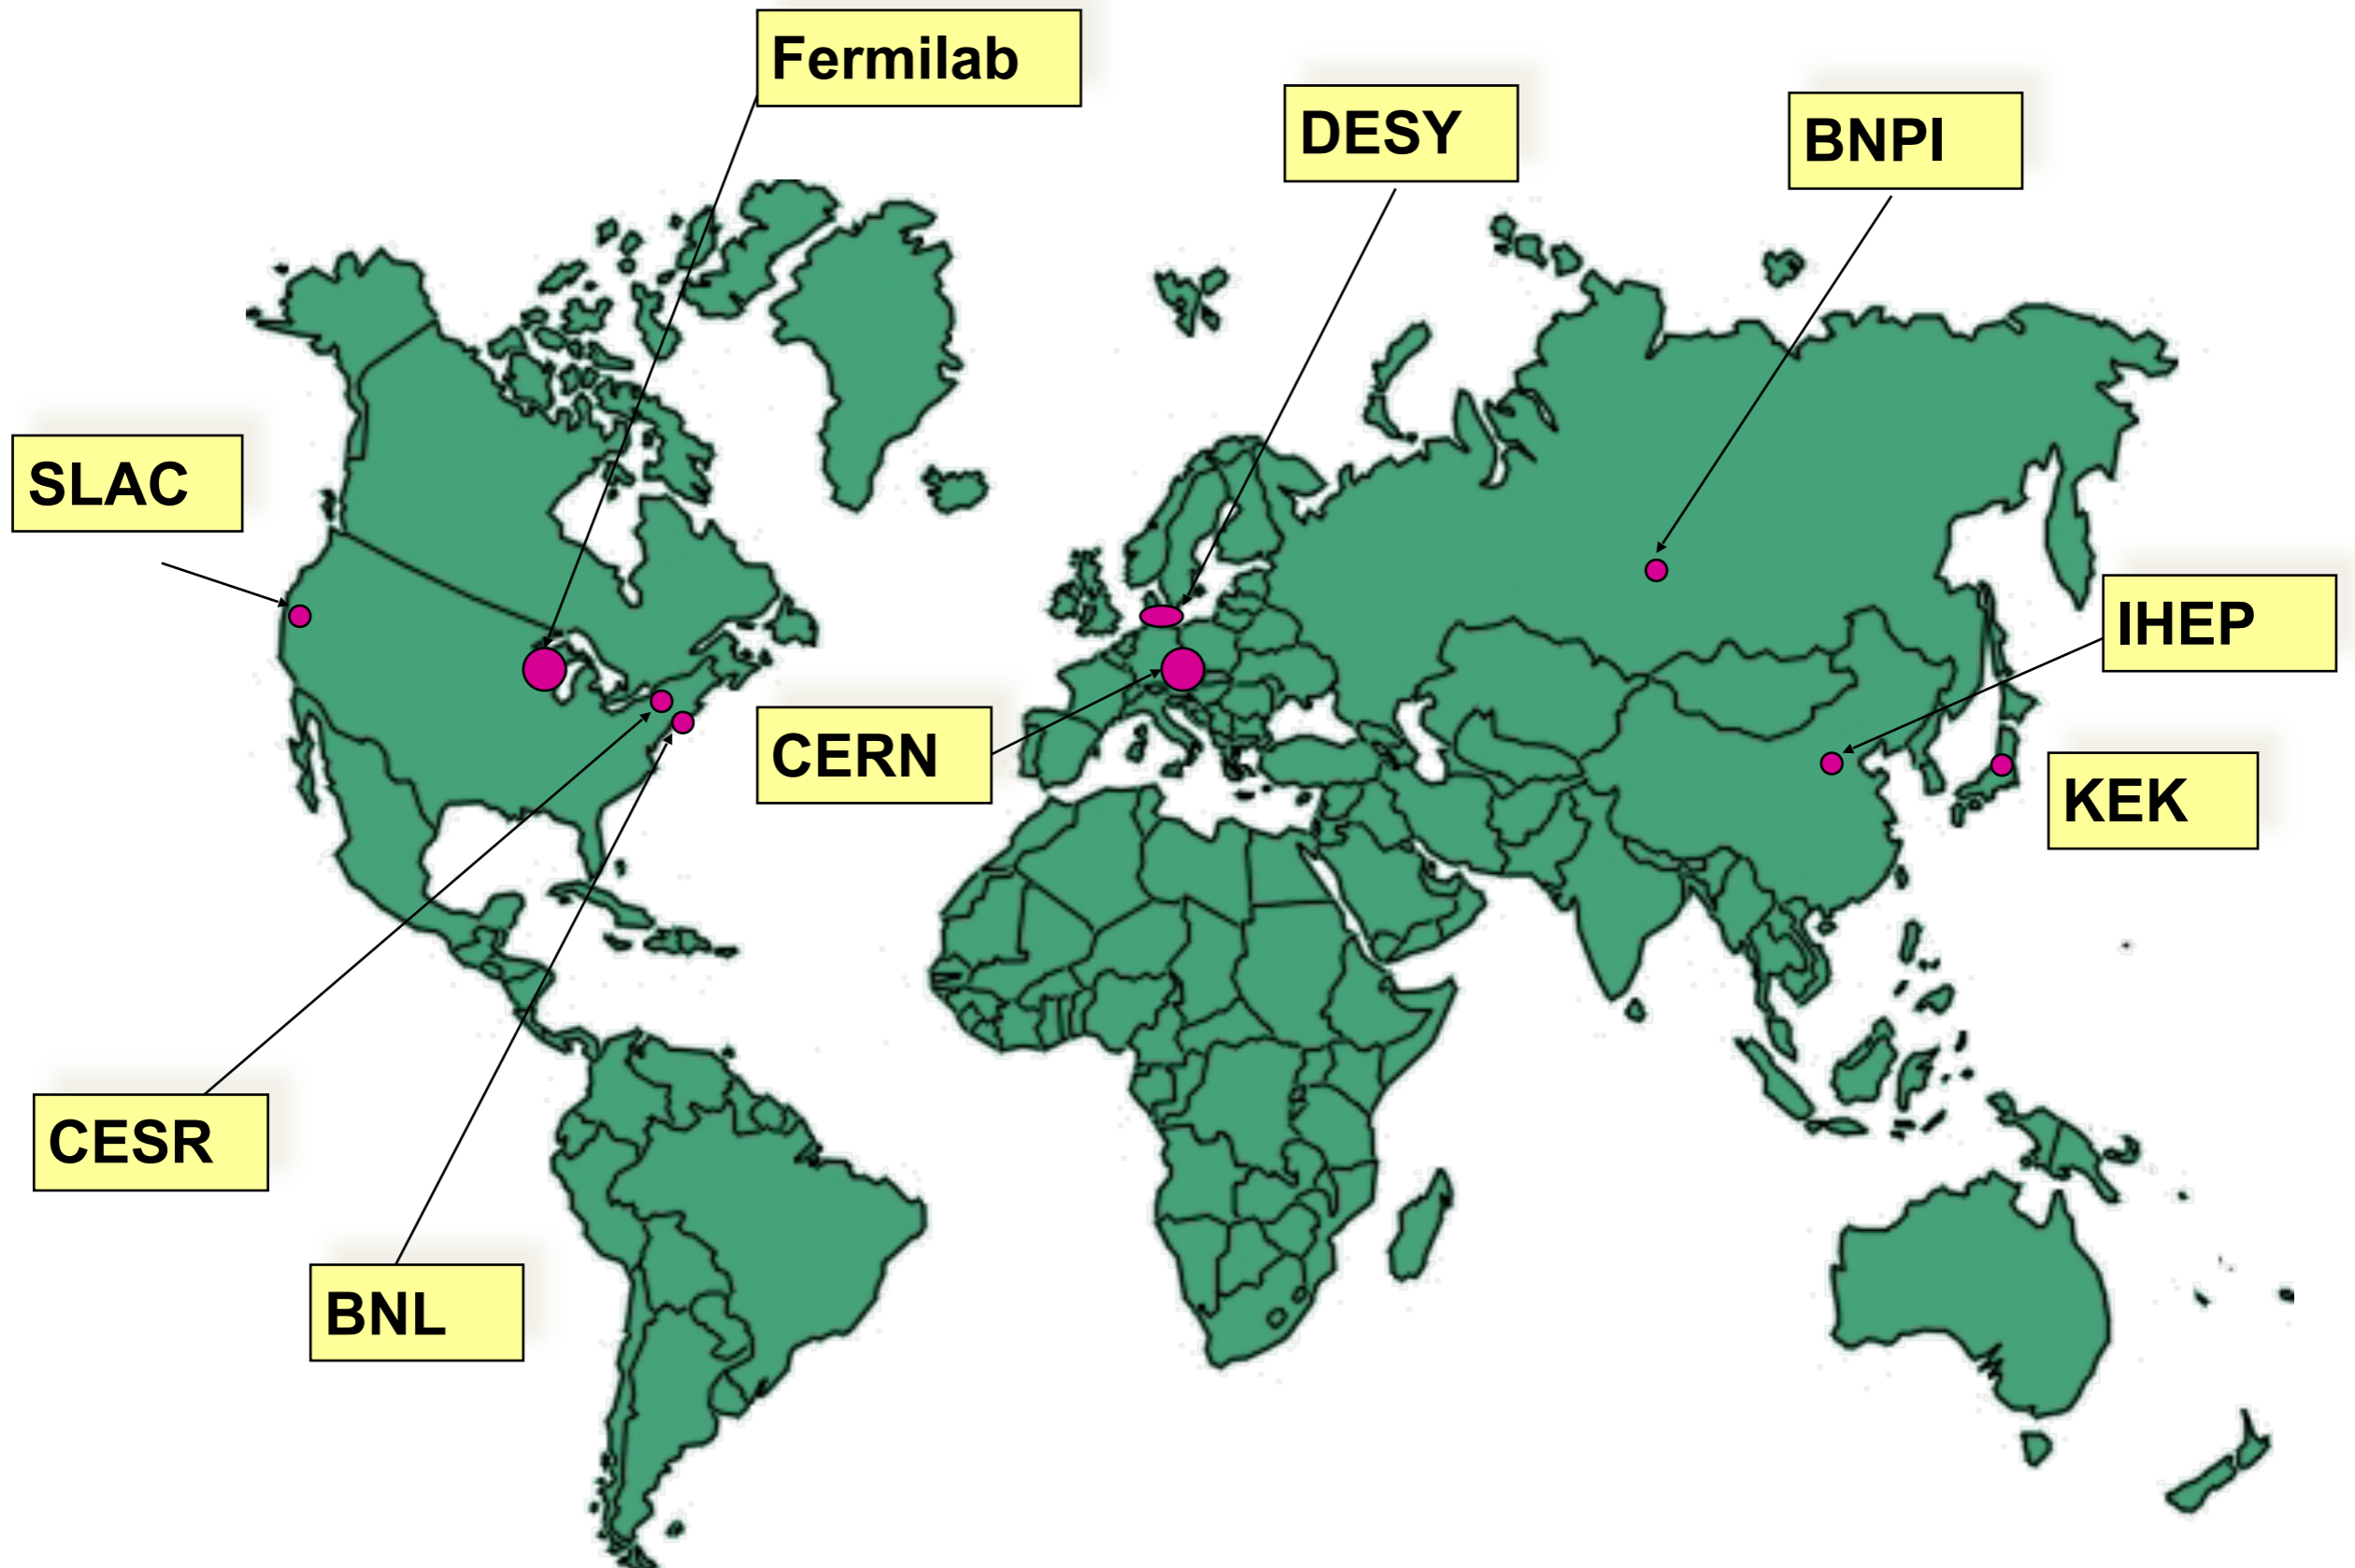 Fermilab
DESY
BNPI
SLAC
IHEP
CERN
KEK
CESR
BNL